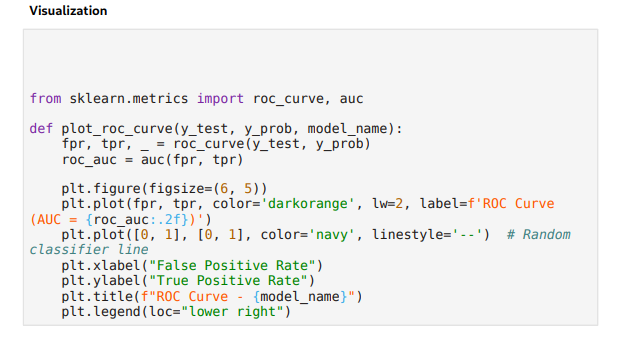 Visualization
from sklearn.metrics import roc_curve, auc
def plot_roc_curve(y_test, y_prob, model_name):
    fpr, tpr, _ = roc_curve(y_test, y_prob)
    roc_auc = auc(fpr, tpr)
    plt.figure(figsize=(6, 5))
    plt.plot(fpr, tpr, color='darkorange', lw=2, label=f'ROC Curve
(AUC = {roc_auc:.2f})')
    plt.plot([0, 1], [0, 1], color='navy', linestyle='--')  # Random
classifier line
    plt.xlabel("False Positive Rate")
    plt.ylabel("True Positive Rate")
    plt.title(f"ROC Curve - {model_name}")
    plt.legend(loc="lower right")